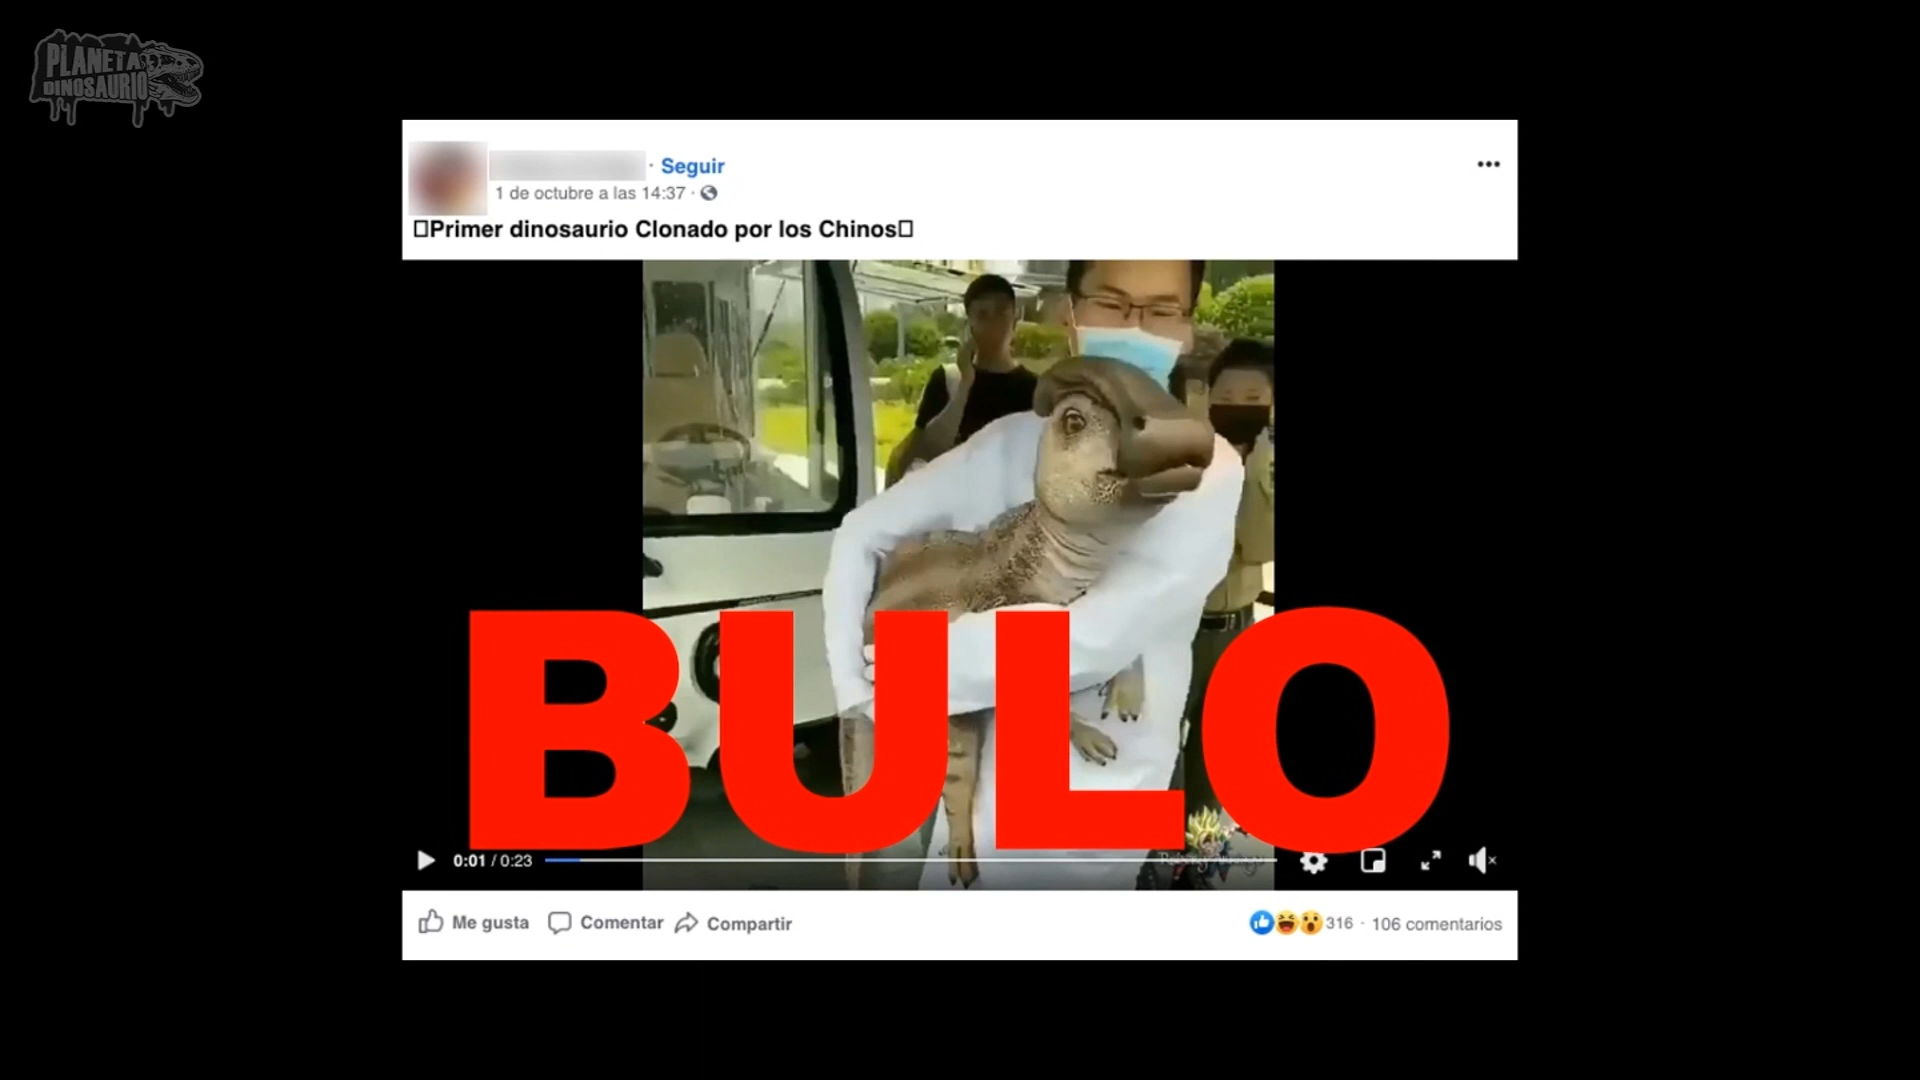 PLANETA
DINOSAURIO
· Seguir
1 de octubre a las 14:37 ·
Primer dinosaurio Clonado por los Chinos
BULO
0:01 / 0:23
Me gusta Comentar Compartir
316 · 106 comentarios